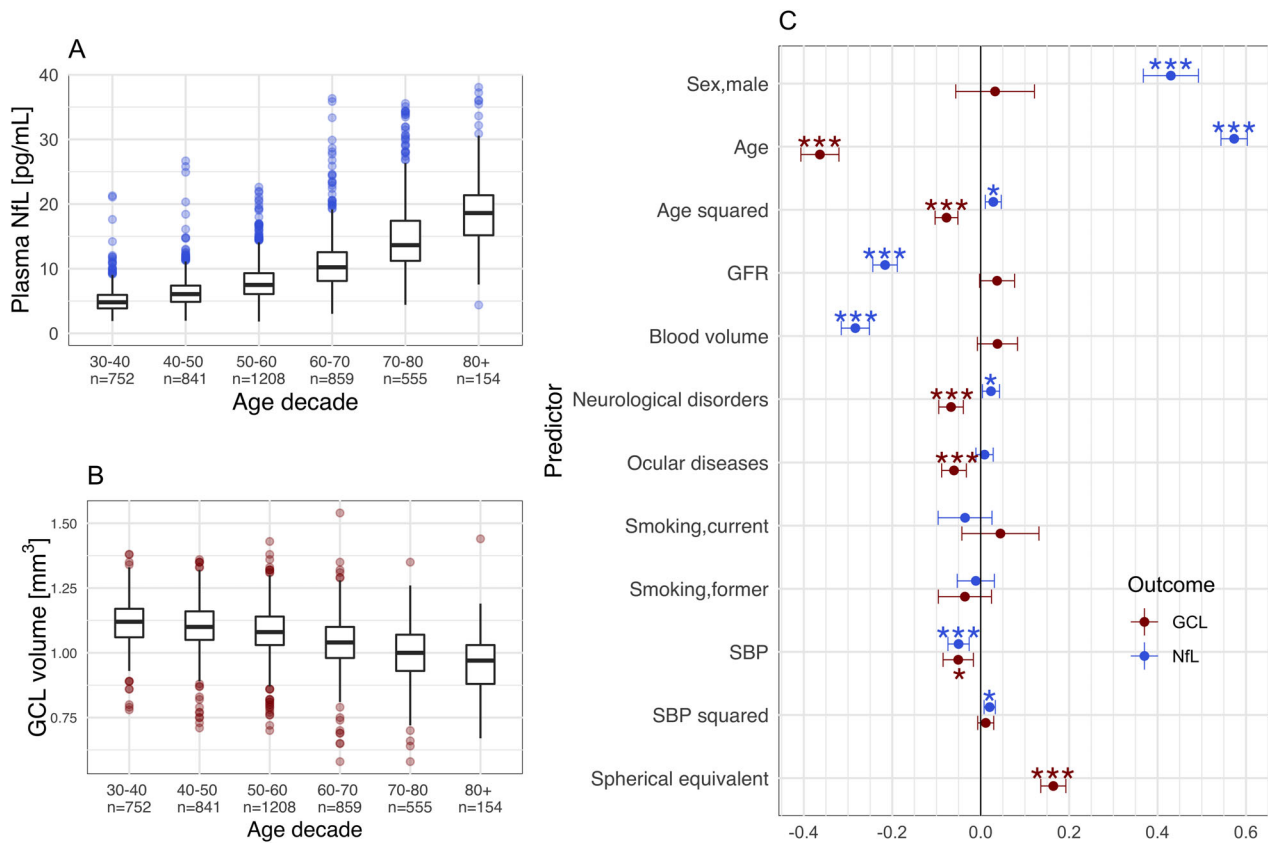 A
Plasma NfL [pg/mL]
40
30
20
10
0
30-40 40-50 50-60 60-70 70-80 80+
n=752 n=841 n=1208 n=859 n=555 n=154
Age decade
B
GCL volume [mm³]
1.50
1.25
1.00
0.75
30-40 40-50 50-60 60-70 70-80 80+
n=752 n=841 n=1208 n=859 n=555 n=154
Age decade
C
Predictor
Sex,male
***
Age
*** ***
Age squared
*** *
GFR
***
Blood volume
***
Neurological disorders
*** *
Ocular diseases
***
Smoking,current
Smoking,former
SBP
***
*
SBP squared
*
Spherical equivalent
***
Outcome
GCL
NfL
-0.4 -0.2 0.0 0.2 0.4 0.6